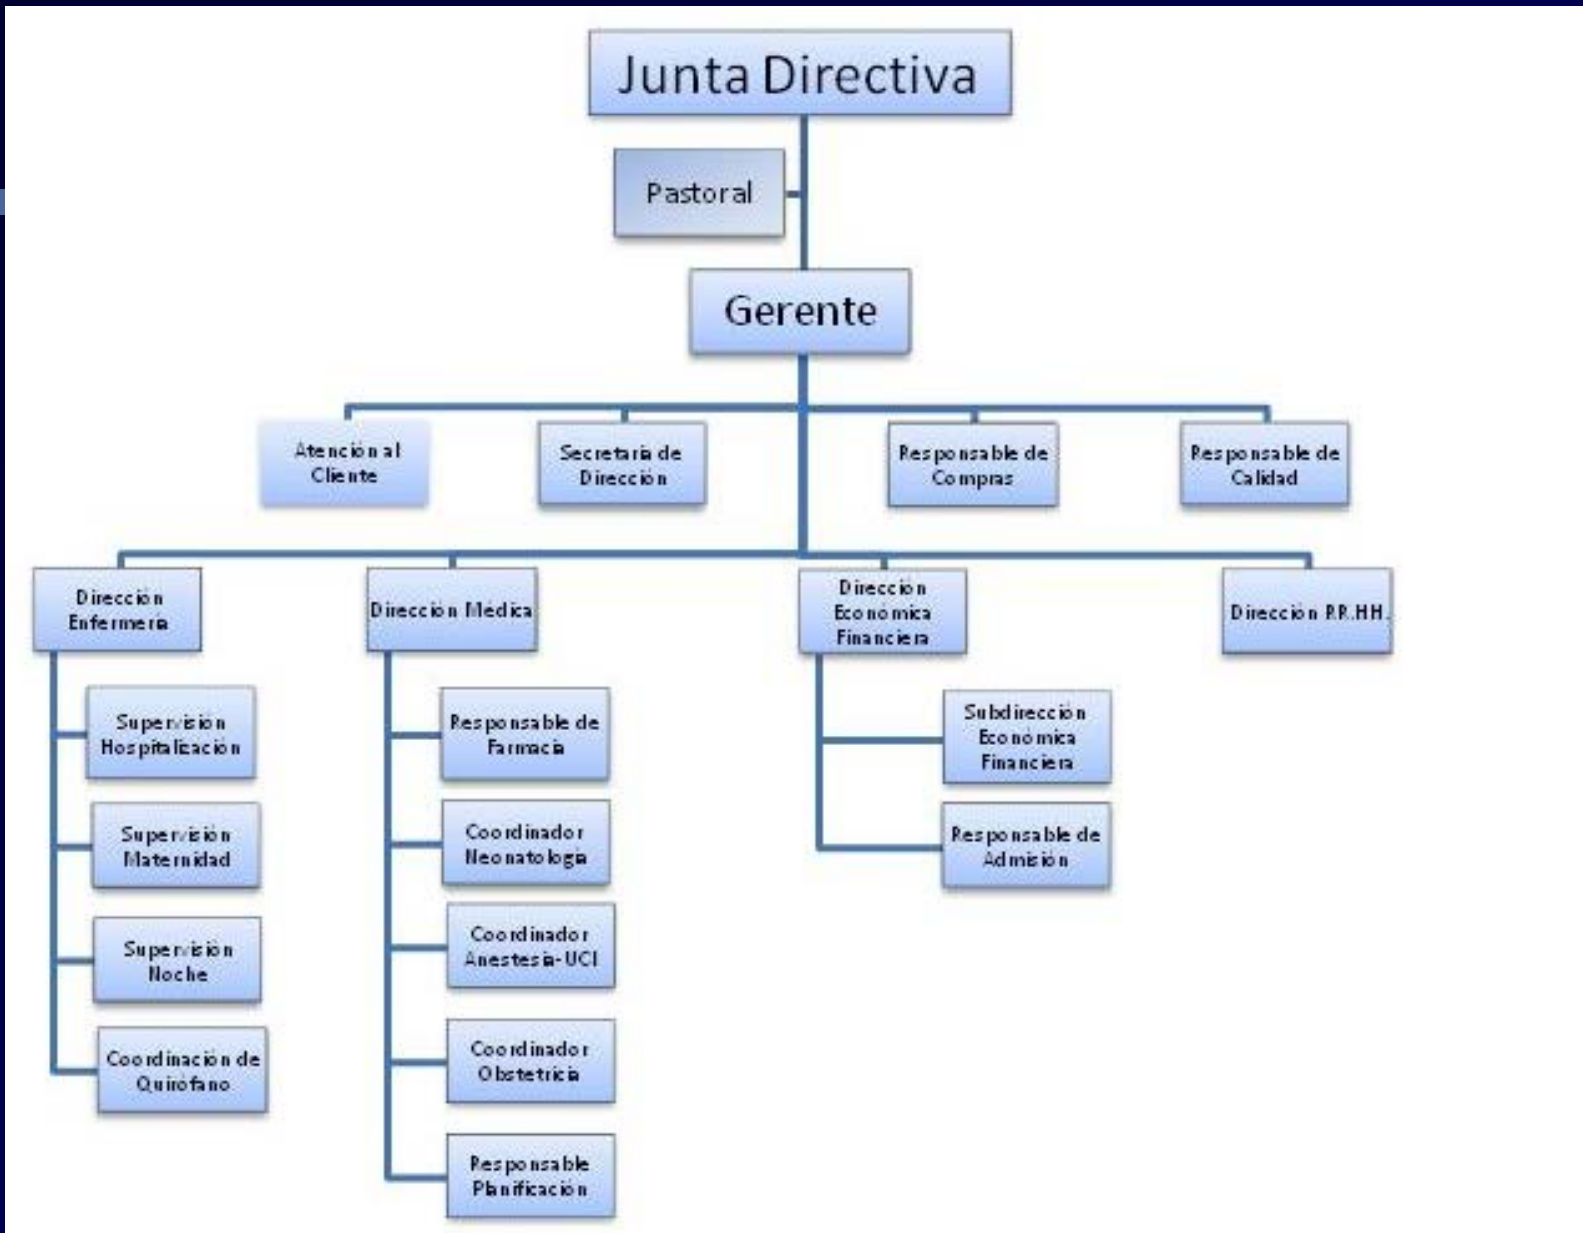 Junta Directiva
Pastoral
Gerente
Atención al
Cliente
Secretaría de
Dirección
Responsable de
Compras
Responsable de
Calidad
Dirección
Enfermería
Dirección Médica
Dirección
Económica
Financiera
Dirección RR.HH.
Supervisión
Hospitalización
Supervisión
Maternidad
Supervisión
Noche
Coordinación de
Quirófano
Responsable de
Farmacia
Coordinador
Neonatología
Coordinador
Anestesia-UCI
Coordinador
Obstetricia
Responsable
Planificación
Subdirección
Económica
Financiera
Responsable de
Admisión